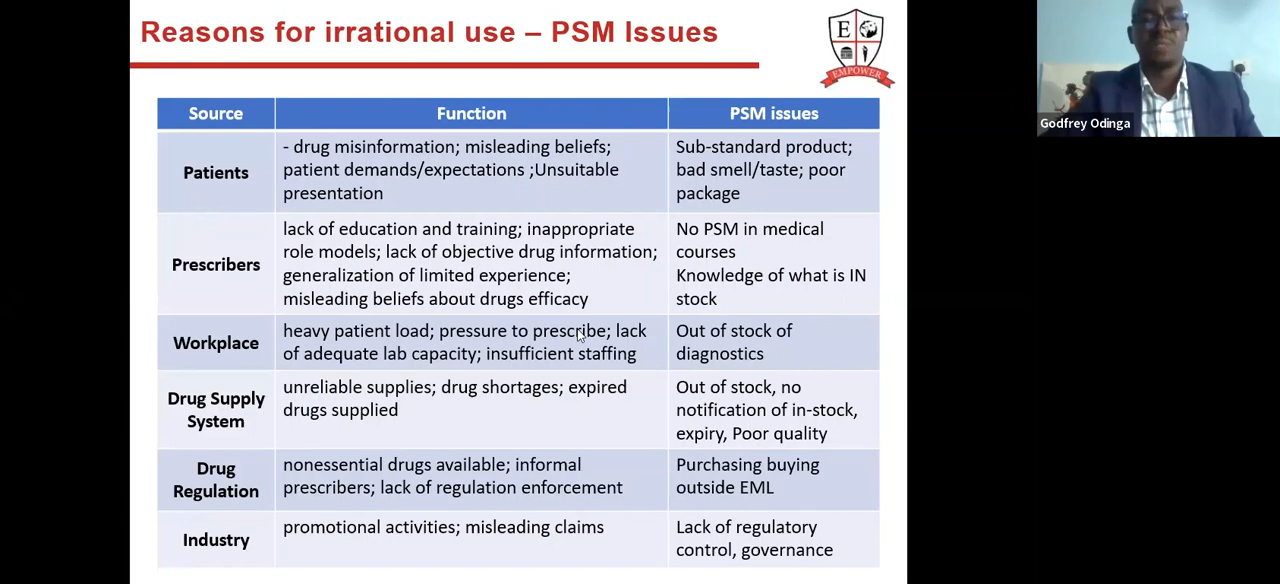 Reasons for irrational use – PSM Issues
E
EMPOWER
Godfrey Odinga
Source Function PSM issues
Patients
- drug misinformation; misleading beliefs;
patient demands/expectations ;Unsuitable
presentation
Sub-standard product;
bad smell/taste; poor
package
Prescribers
lack of education and training; inappropriate
role models; lack of objective drug information;
generalization of limited experience;
misleading beliefs about drugs efficacy
No PSM in medical
courses
Knowledge of what is IN
stock
Workplace
heavy patient load; pressure to prescribe; lack
of adequate lab capacity; insufficient staffing
Out of stock of
diagnostics
Drug Supply
System
unreliable supplies; drug shortages; expired
drugs supplied
Out of stock, no
notification of in-stock,
expiry, Poor quality
Drug
Regulation
nonessential drugs available; informal
prescribers; lack of regulation enforcement
Purchasing buying
outside EML
Industry
promotional activities; misleading claims
Lack of regulatory
control, governance